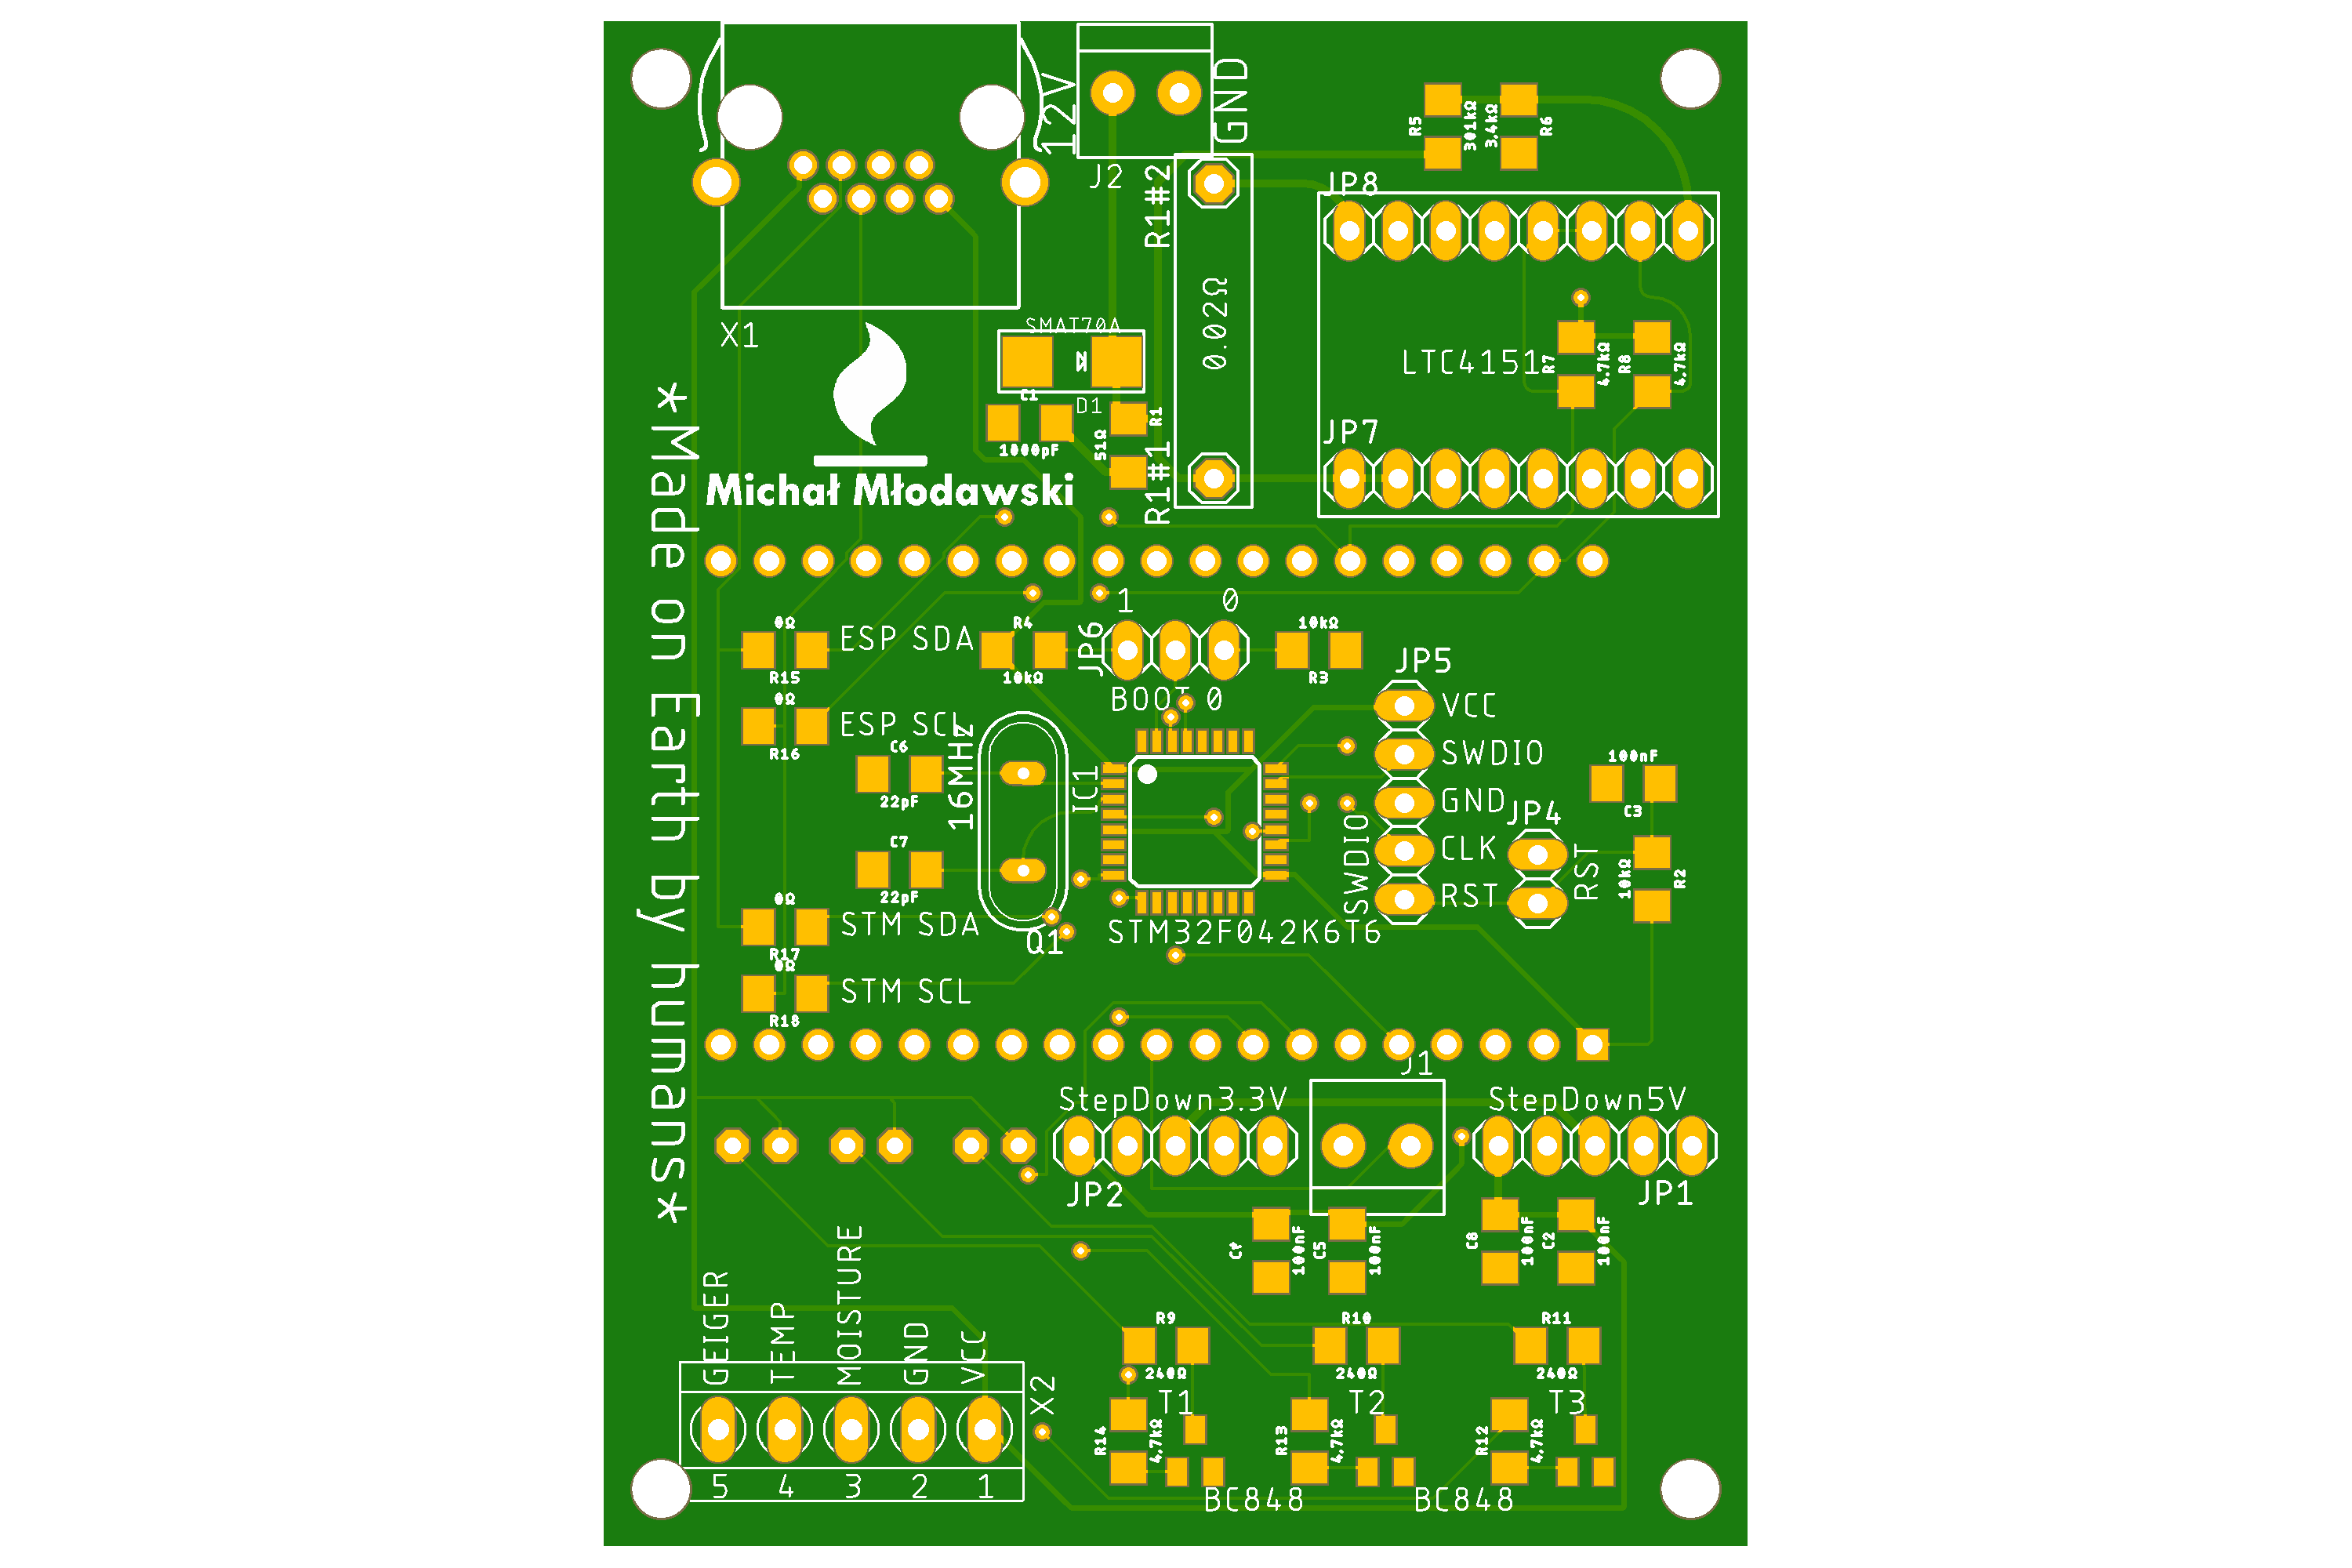 12V
GND
J2
R5
301kΩ
3.4kΩ
R6
R1#2
JP8
X1
SMAT70A
0.02Ω
LTC4151
R7
4.7kΩ
R8
4.7kΩ
D1
C1
1000pF
51Ω
R1
R1#1
JP7
Michał Młodawski
*Made on Earth by humans*
1 0
0Ω
ESP SDA
R15
R4
10kΩ
JP6
BOOT 0
10kΩ
R3
JP5
0Ω
ESP SCL
R16
C6
22pF
16MHz
IC1
VCC
SWDIO
GND
CLK
RST
SWDIO
JP4
RST
100nF
C3
10kΩ
R2
C7
22pF
0Ω
STM SDA
R17
Q1
STM32F042K6T6
0Ω
STM SCL
R18
J1
StepDown3.3V
StepDown5V
JP2
JP1
100nF
C5
100nF
C8
100nF
C2
100nF
GEIGER
TEMP
MOISTURE
GND
VCC
X2
5 4 3 2 1
R9
240Ω
R10
240Ω
R11
240Ω
T1
T2
T3
R14
4.7kΩ
R13
4.7kΩ
R12
4.7kΩ
BC848
BC848